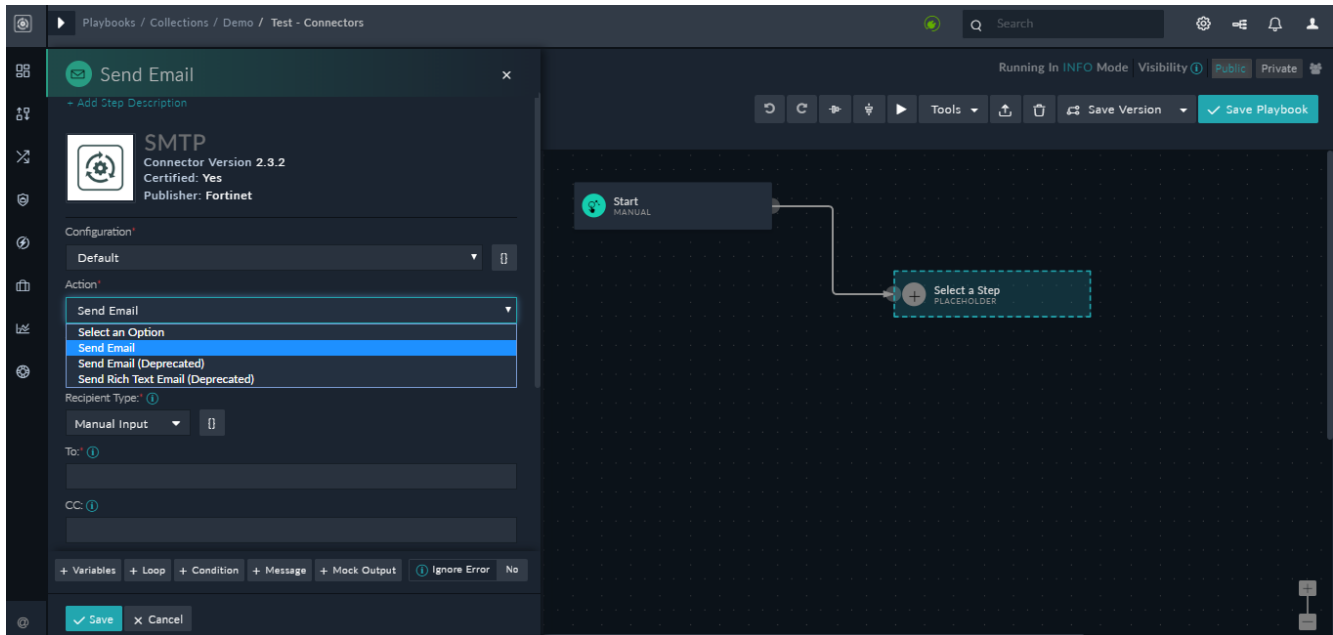 Playbooks / Collections / Demo / Test - Connectors
Search
Send Email
×
Running In INFO Mode Visibility Public Private
+ Add Step Description
Tools Save Version Save Playbook
SMTP
Connector Version 2.3.2
Certified: Yes
Publisher: Fortinet
Start
MANUAL
Configuration*
Default {}
Action*
Send Email
Select an Option
Send Email
Send Email (Deprecated)
Send Rich Text Email (Deprecated)
Select a Step
PLACEHOLDER
Recipient Type:*
Manual Input {}
To:*
CC:
+ Variables + Loop + Condition + Message + Mock Output Ignore Error No
Save × Cancel
@